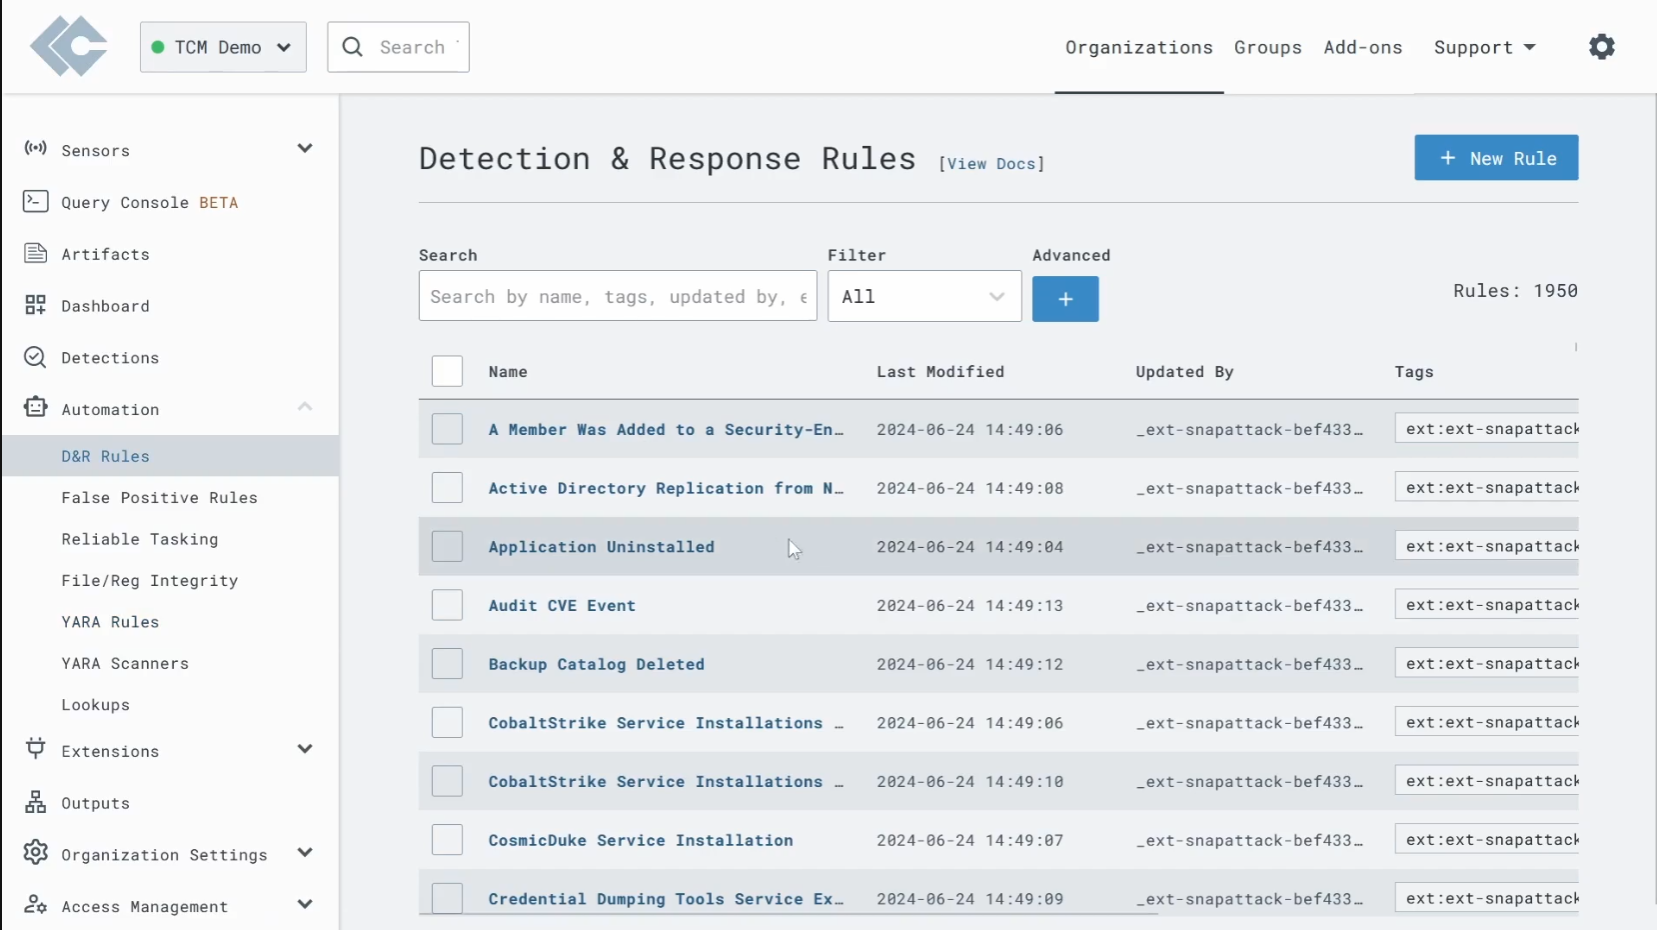 TCM Demo
Search
Organizations
Groups
Add-ons
Support
Sensors
Query Console BETA
Artifacts
Dashboard
Detections
Automation
D&R Rules
False Positive Rules
Reliable Tasking
File/Reg Integrity
YARA Rules
YARA Scanners
Lookups
Extensions
Outputs
Organization Settings
Access Management
Detection & Response Rules [View Docs]
+ New Rule
Search
Filter
Advanced
Search by name, tags, updated by, e
All
+
Rules: 1950
Name Last Modified Updated By Tags
A Member Was Added to a Security-En… 2024-06-24 14:49:06 _ext-snapattack-bef433… ext:ext-snapattack
Active Directory Replication from N… 2024-06-24 14:49:08 _ext-snapattack-bef433… ext:ext-snapattack
Application Uninstalled 2024-06-24 14:49:04 _ext-snapattack-bef433… ext:ext-snapattack
Audit CVE Event 2024-06-24 14:49:13 _ext-snapattack-bef433… ext:ext-snapattack
Backup Catalog Deleted 2024-06-24 14:49:12 _ext-snapattack-bef433… ext:ext-snapattack
CobaltStrike Service Installations … 2024-06-24 14:49:06 _ext-snapattack-bef433… ext:ext-snapattack
CobaltStrike Service Installations … 2024-06-24 14:49:10 _ext-snapattack-bef433… ext:ext-snapattack
CosmicDuke Service Installation 2024-06-24 14:49:07 _ext-snapattack-bef433… ext:ext-snapattack
Credential Dumping Tools Service Ex… 2024-06-24 14:49:09 _ext-snapattack-bef433… ext:ext-snapattack